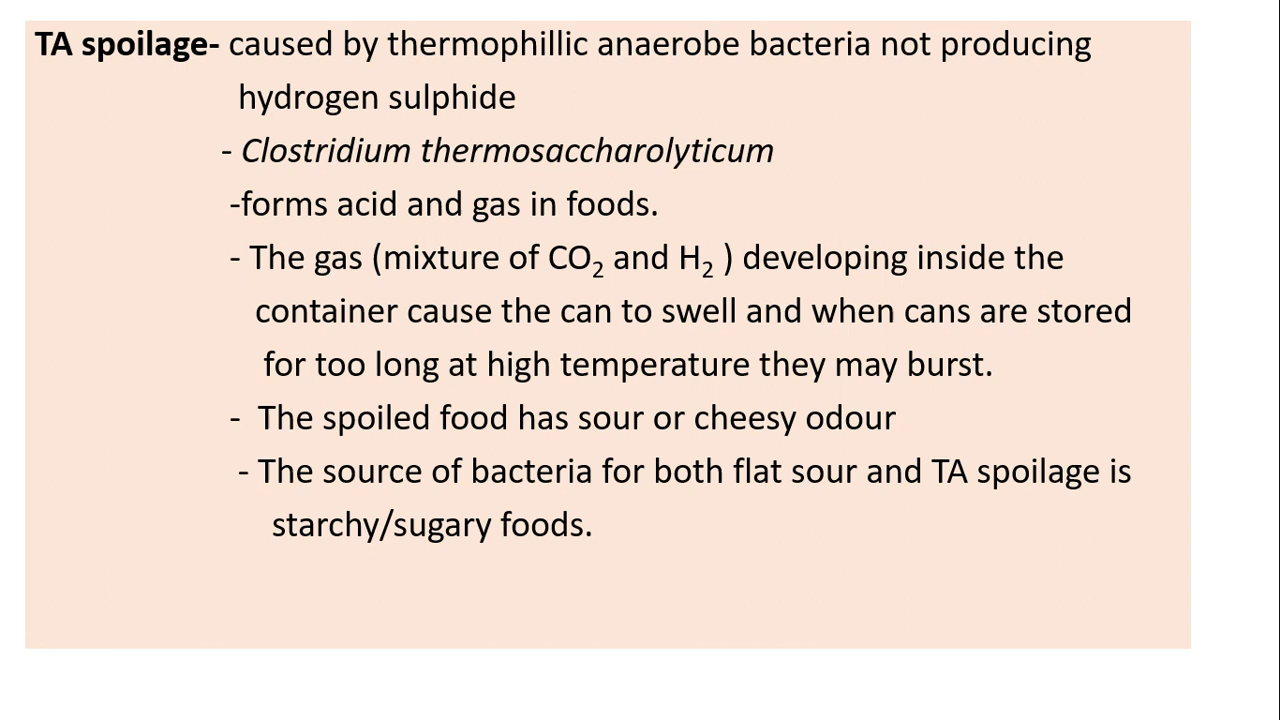 TA spoilage- caused by thermophillic anaerobe bacteria not producing
hydrogen sulphide
- Clostridium thermosaccharolyticum
-forms acid and gas in foods.
- The gas (mixture of CO₂ and H₂ ) developing inside the
container cause the can to swell and when cans are stored
for too long at high temperature they may burst.
- The spoiled food has sour or cheesy odour
- The source of bacteria for both flat sour and TA spoilage is
starchy/sugary foods.